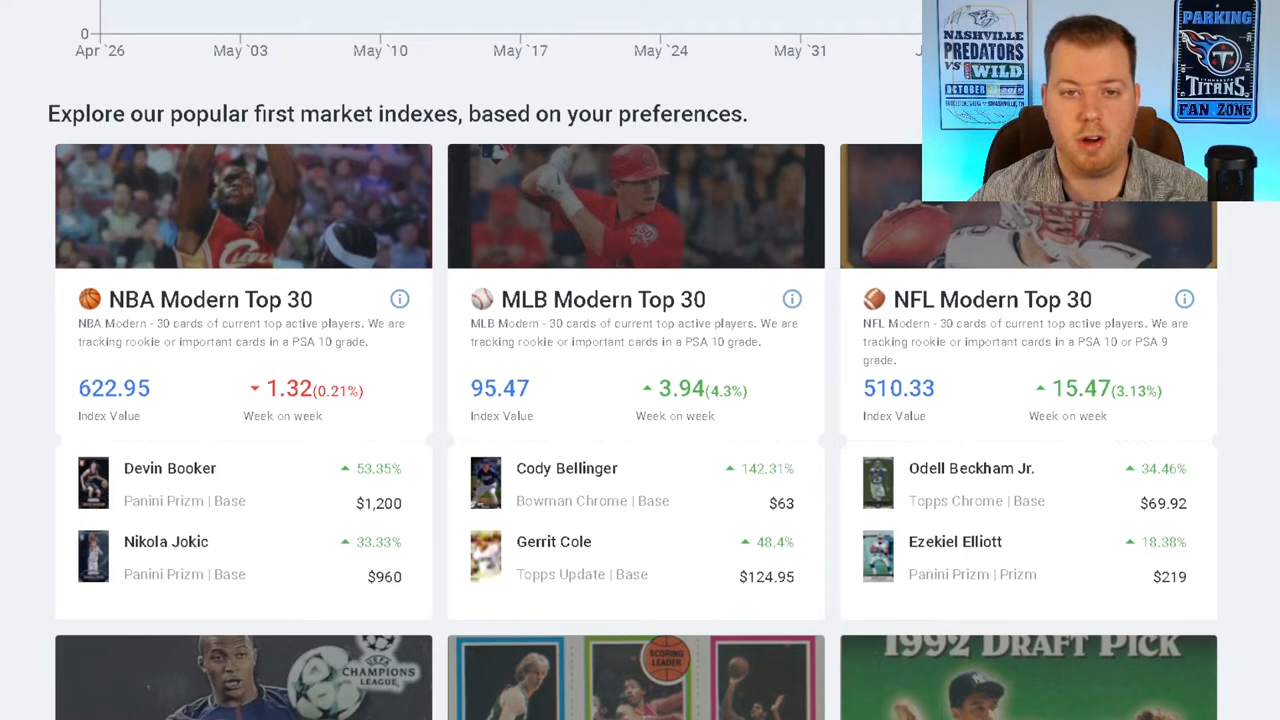 0
Apr `26
May `03
May `10
May `17
May `24
May `31
J
Explore our popular first market indexes, based on your preferences.
NASHVILLE
PREDATORS
VS WILD
OCTOBER
PARKING
TITANS
FAN ZONE
NBA Modern Top 30
NBA Modern - 30 cards of current top active players. We are
tracking rookie or important cards in a PSA 10 grade.
622.95
1.32(0.21%)
Index Value
Week on week
Devin Booker
53.35%
Panini Prizm | Base
$1,200
Nikola Jokic
33.33%
Panini Prizm | Base
$960
MLB Modern Top 30
MLB Modern - 30 cards of current top active players. We are
tracking rookie or important cards in a PSA 10 grade.
95.47
3.94(4.3%)
Index Value
Week on week
Cody Bellinger
142.31%
Bowman Chrome | Base
$63
Gerrit Cole
48.4%
Topps Update | Base
$124.95
NFL Modern Top 30
NFL Modern - 30 cards of current top active players. We are
tracking rookie or important cards in a PSA 10 or PSA 9
grade.
510.33
15.47(3.13%)
Index Value
Week on week
Odell Beckham Jr.
34.46%
Topps Chrome | Base
$69.92
Ezekiel Elliott
18.38%
Panini Prizm | Prizm
$219
UEFA
CHAMPIONS
LEAGUE
SCORING
LEADER
1992 DRAFT PICK